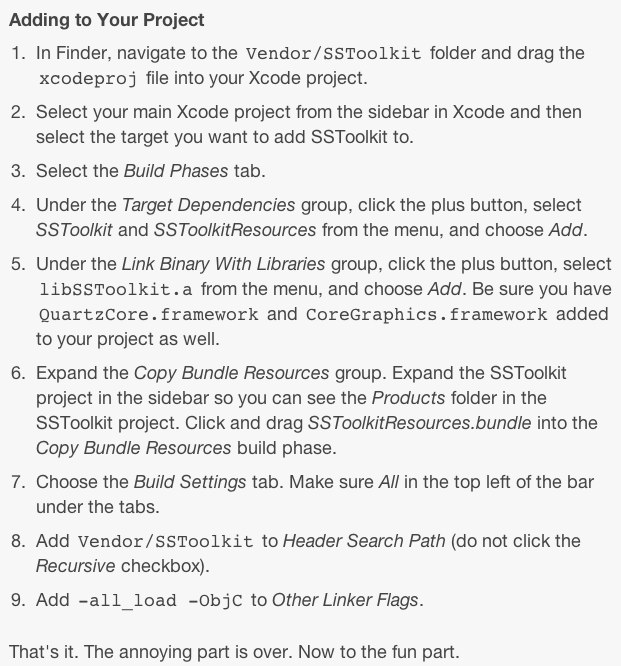 Adding to Your Project
1. In Finder, navigate to the Vendor/SSToolkit folder and drag the
xcodeproj file into your Xcode project.
2. Select your main Xcode project from the sidebar in Xcode and then
select the target you want to add SSToolkit to.
3. Select the Build Phases tab.
4. Under the Target Dependencies group, click the plus button, select
SSToolkit and SSToolkitResources from the menu, and choose Add.
5. Under the Link Binary With Libraries group, click the plus button, select
libSSToolkit.a from the menu, and choose Add. Be sure you have
QuartzCore.framework and CoreGraphics.framework added
to your project as well.
6. Expand the Copy Bundle Resources group. Expand the SSToolkit
project in the sidebar so you can see the Products folder in the
SSToolkit project. Click and drag SSToolkitResources.bundle into the
Copy Bundle Resources build phase.
7. Choose the Build Settings tab. Make sure All in the top left of the bar
under the tabs.
8. Add Vendor/SSToolkit to Header Search Path (do not click the
Recursive checkbox).
9. Add -all_load -ObjC to Other Linker Flags.
That's it. The annoying part is over. Now to the fun part.